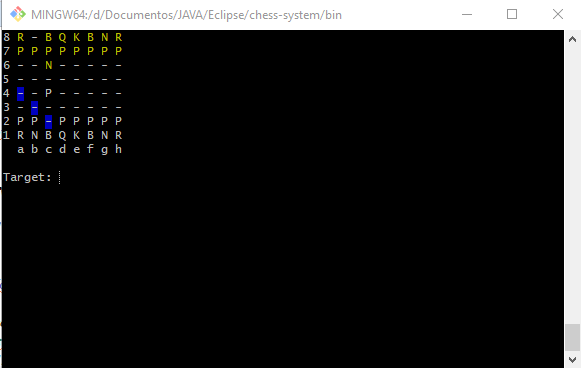 MINGW64:/d/Documentos/JAVA/Eclipse/chess-system/bin
8 R - B Q K B N R
7 P P P P P P P P
6 - - N - - - - -
5 - - - - - - - -
4 - - P - - - - -
3 - - - - - - - -
2 P P - P P P P P
1 R N B Q K B N R
a b c d e f g h
Target: